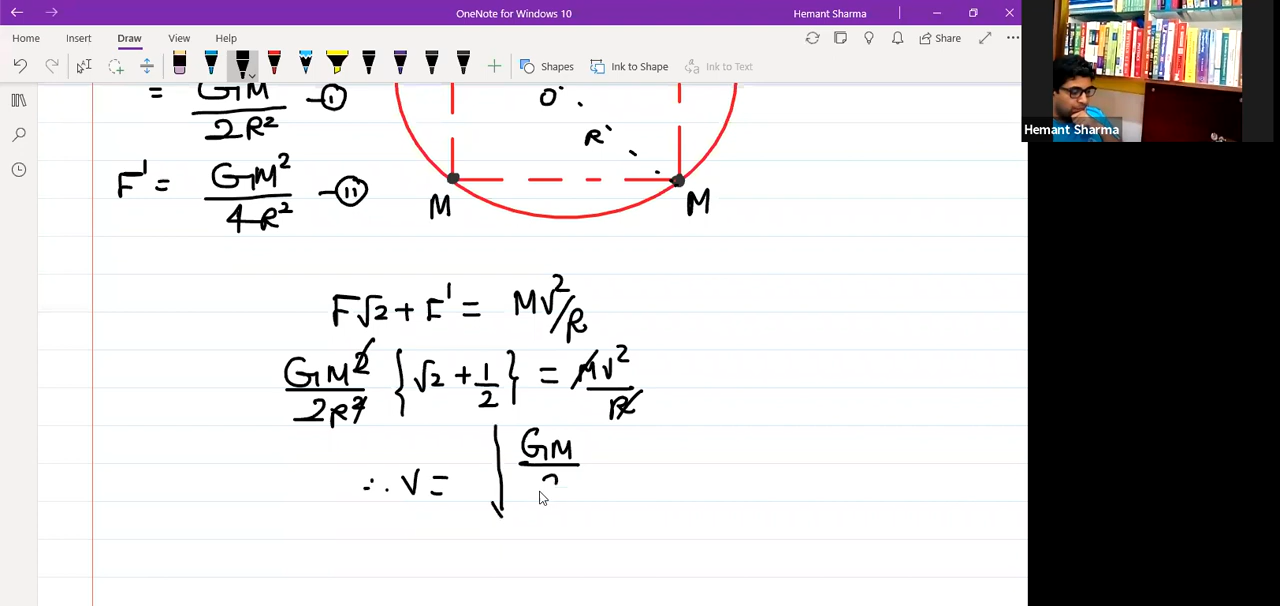 OneNote for Windows 10
Hemant Sharma
Home Insert Draw View Help
Share
Shapes Ink to Shape Ink to Text
Hemant Sharma
= GM / 2R² -(I)
O
R
F' = GM² / 4R² -(II)
M M
F√2 + F' = MV²/R
GM² / 2R² {√2 + 1/2} = MV² / R
∴ V = √ GM / 2